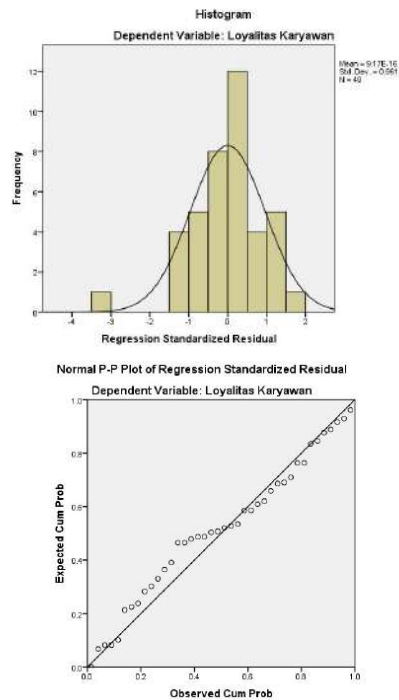 Histogram
Dependent Variable: Loyalitas Karyawan
Mean = 9.17E-16
Std. Dev. = 0.961
12
10
8
6
4
2
0
Frequency
-4 -3 -2 -1 0 1 2
Regression Standardized Residual
Normal P-P Plot of Regression Standardized Residual
Dependent Variable: Loyalitas Karyawan
1.0
0.8
0.6
0.4
0.2
0.0
Expected Cum Prob
0.0 0.2 0.4 0.6 0.8 1.0
Observed Cum Prob